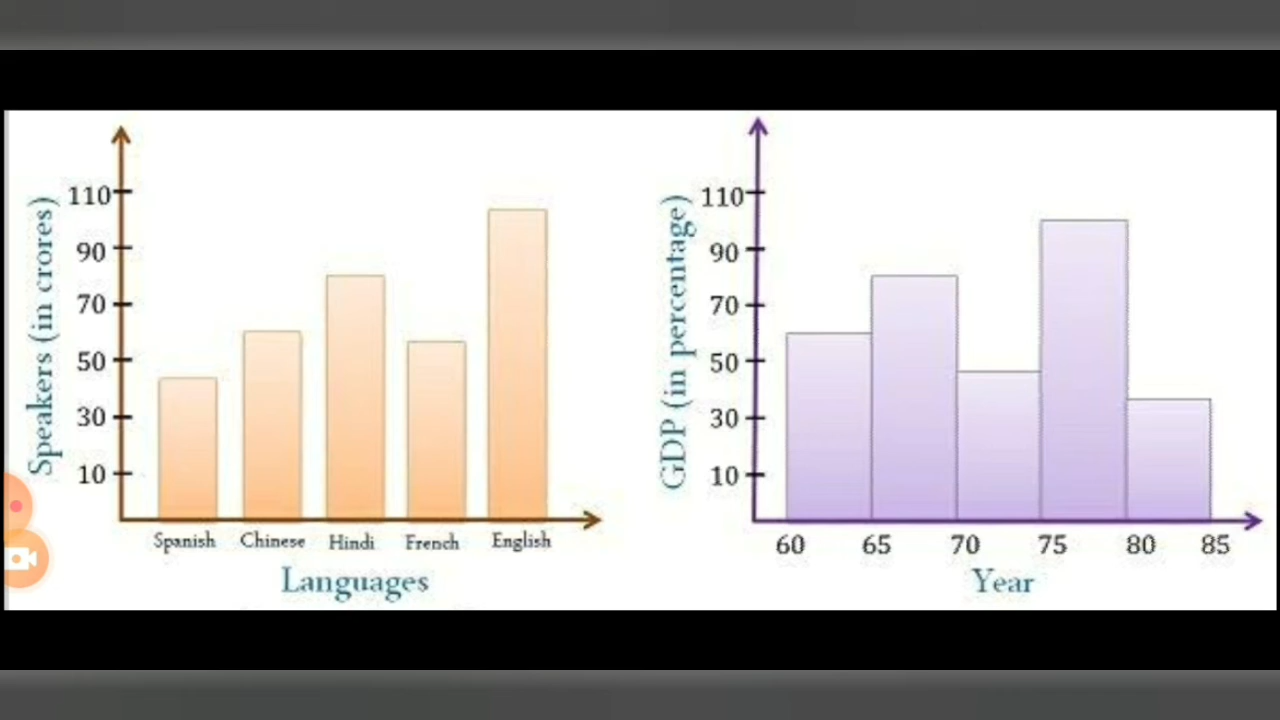 Speakers (in crores)
110
90
70
50
30
10
Spanish Chinese Hindi French English
Languages
GDP (in percentage)
110
90
70
50
30
10
60 65 70 75 80 85
Year